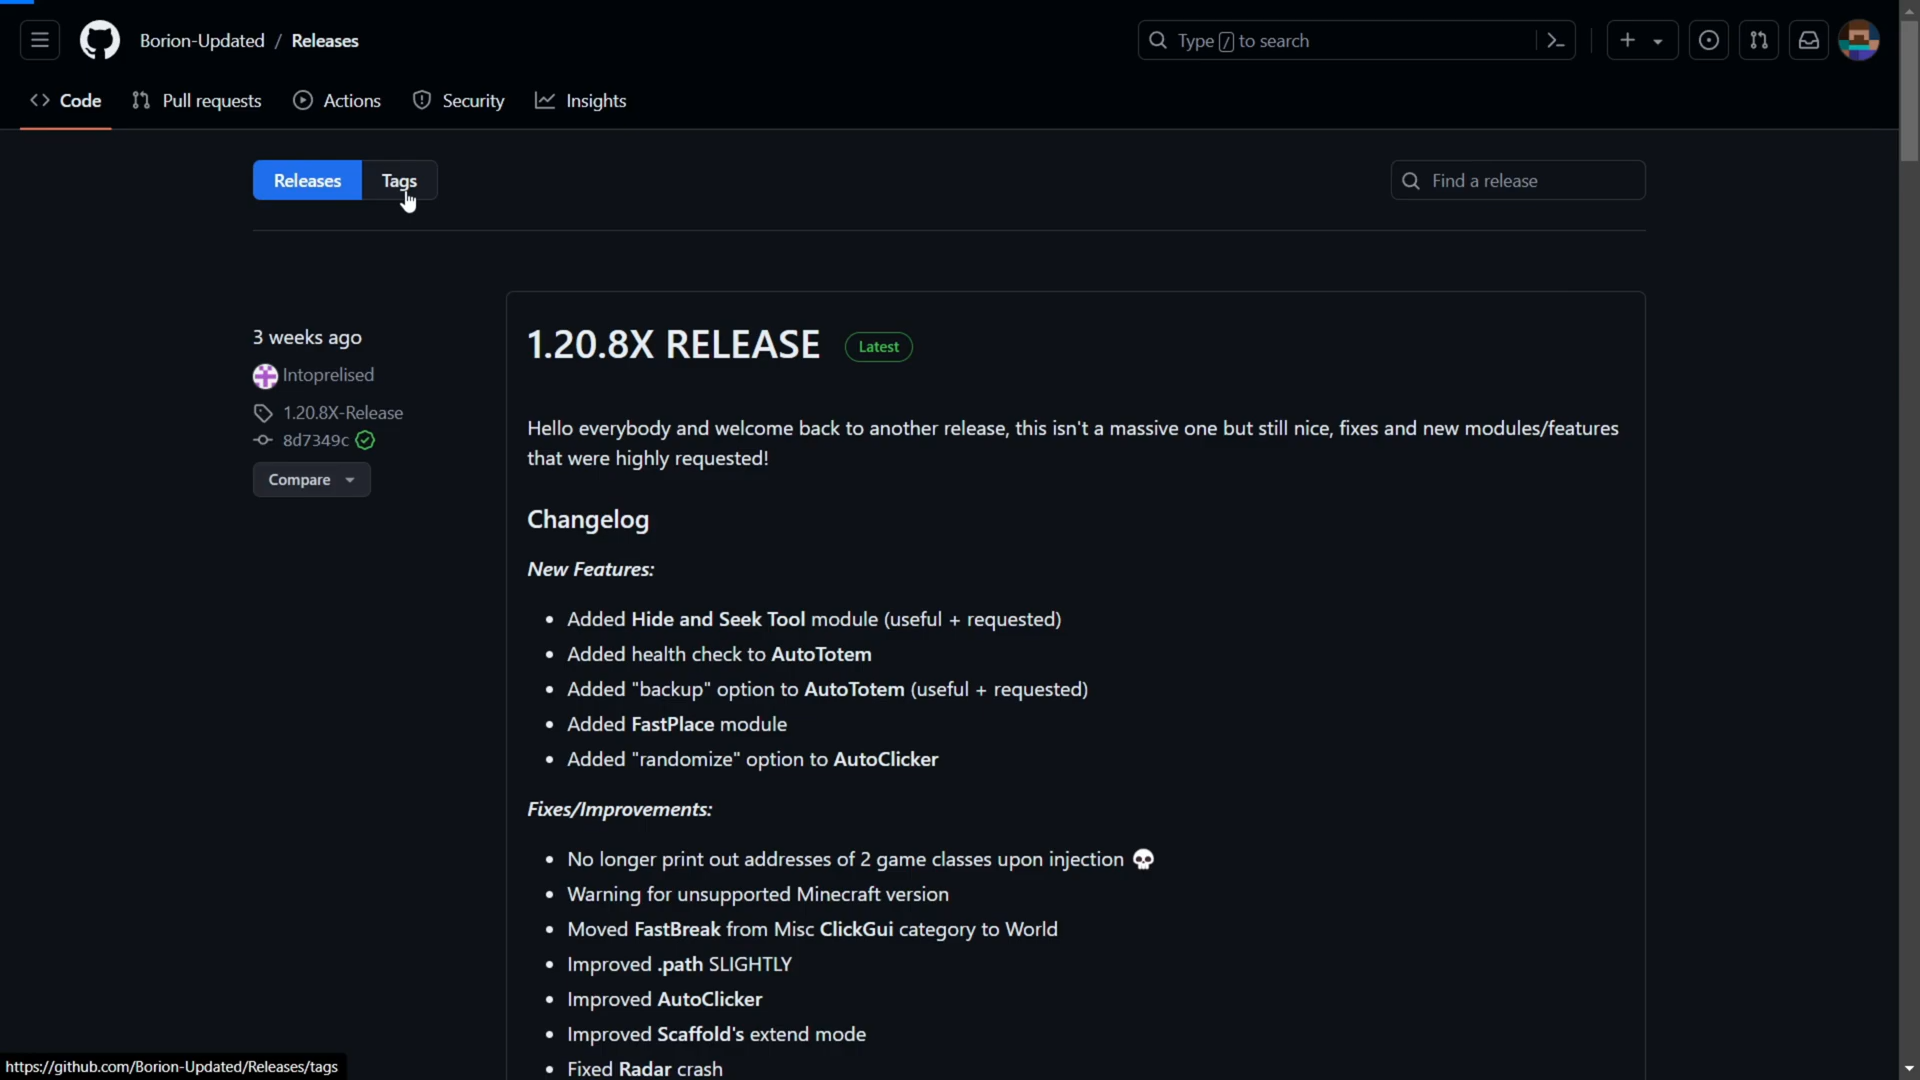 Borion-Updated / Releases
Type / to search
Code
Pull requests
Actions
Security
Insights
Releases
Tags
Find a release
3 weeks ago
Intoprelised
1.20.8X-Release
8d7349c
Compare
1.20.8X RELEASE
Latest
Hello everybody and welcome back to another release, this isn't a massive one but still nice, fixes and new modules/features
that were highly requested!
Changelog
New Features:
• Added Hide and Seek Tool module (useful + requested)
• Added health check to AutoTotem
• Added "backup" option to AutoTotem (useful + requested)
• Added FastPlace module
• Added "randomize" option to AutoClicker
Fixes/Improvements:
• No longer print out addresses of 2 game classes upon injection 💀
• Warning for unsupported Minecraft version
• Moved FastBreak from Misc ClickGui category to World
• Improved .path SLIGHTLY
• Improved AutoClicker
• Improved Scaffold's extend mode
• Fixed Radar crash
https://github.com/Borion-Updated/Releases/tags